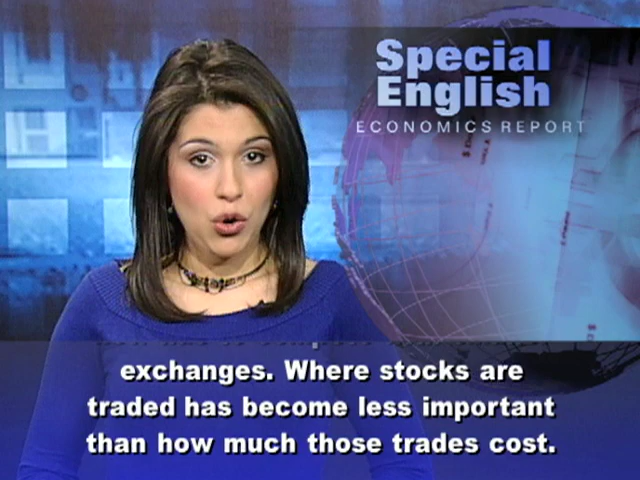 Special
English
ECONOMICS REPORT
exchanges. Where stocks are
traded has become less important
than how much those trades cost.